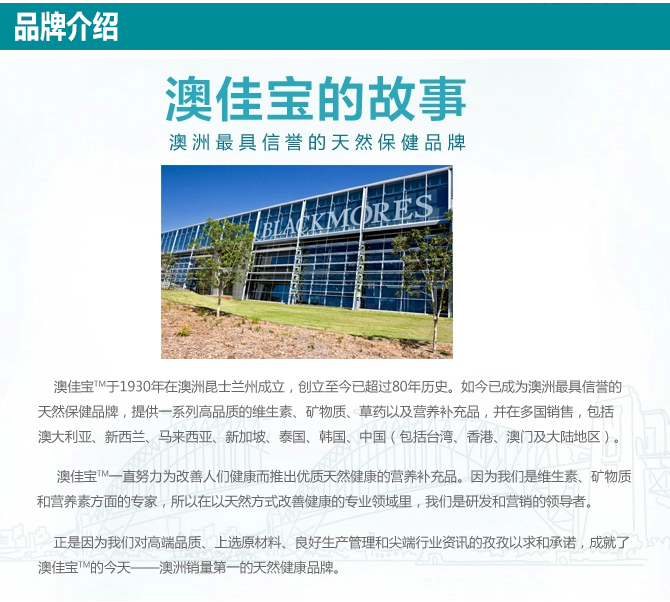 品牌介绍
澳佳宝的故事
澳洲最具信誉的天然保健品牌
BLACKMORES
澳佳宝™于1930年在澳洲昆士兰州成立，创立至今已超过80年历史。如今已成为澳洲最具信誉的
天然保健品牌，提供一系列高品质的维生素、矿物质、草药以及营养补充品，并在多国销售，包括
澳大利亚、新西兰、马来西亚、新加坡、泰国、韩国、中国（包括台湾、香港、澳门及大陆地区）。
澳佳宝™一直努力为改善人们健康而推出优质天然健康的营养补充品。因为我们是维生素、矿物质
和营养素方面的专家，所以在以天然方式改善健康的专业领域里，我们是研发和营销的领导者。
正是因为我们对高端品质、上选原材料、良好生产管理和尖端行业资讯的孜孜以求和承诺，成就了
澳佳宝™的今天——澳洲销量第一的天然健康品牌。